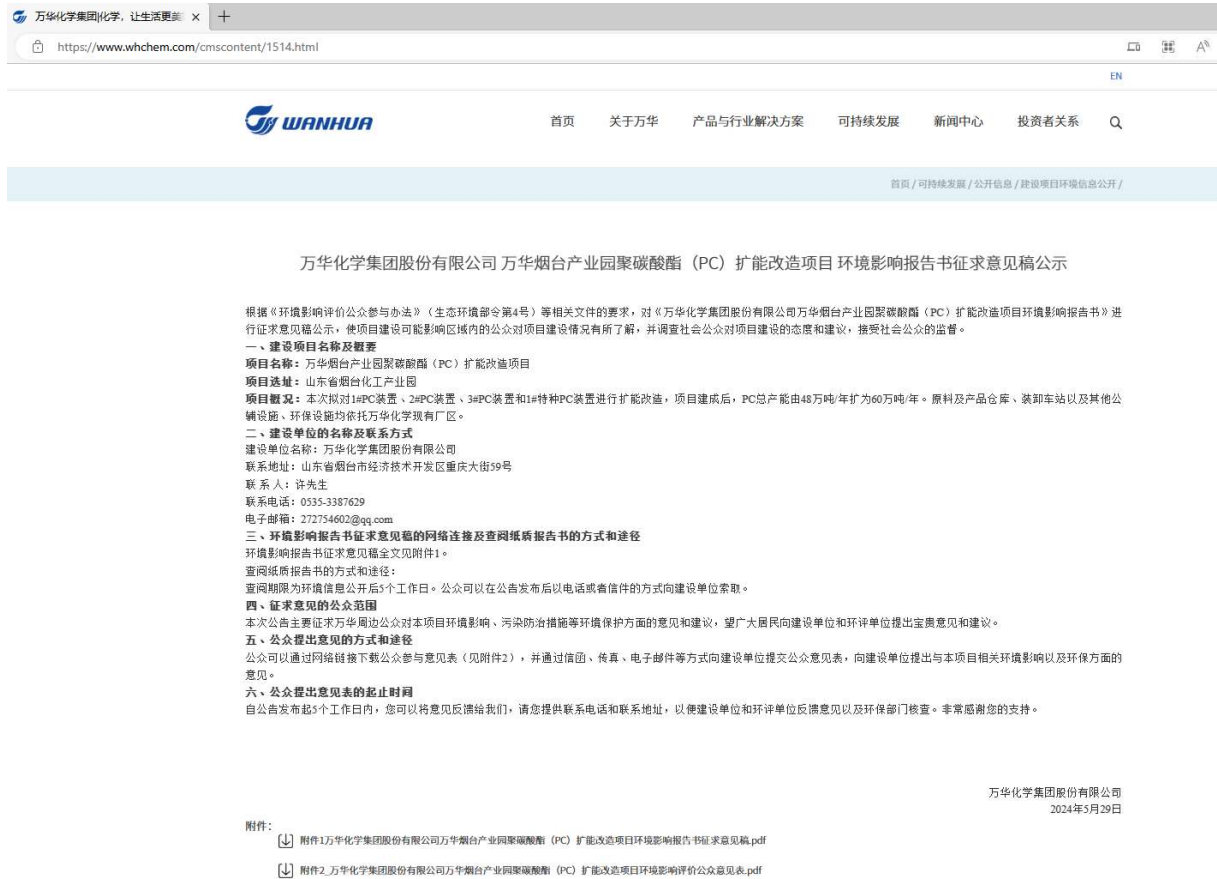 万华化学集团|化学，让生活更美
https://www.whchem.com/cmscontent/1514.html
EN
WANHUA
首页 关于万华 产品与行业解决方案 可持续发展 新闻中心 投资者关系
首页 / 可持续发展 / 公开信息 / 建设项目环境信息公开 /
万华化学集团股份有限公司 万华烟台产业园聚碳酸酯（PC）扩能改造项目 环境影响报告书征求意见稿公示
根据《环境影响评价公众参与办法》（生态环境部令第4号）等相关文件的要求，对《万华化学集团股份有限公司万华烟台产业园聚碳酸酯（PC）扩能改造项目环境影响报告书》进
行征求意见稿公示，使项目建设可能影响区域内的公众对项目建设情况有所了解，并调查社会公众对项目建设的态度和建议，接受社会公众的监督。
一、建设项目名称及概要
项目名称：万华烟台产业园聚碳酸酯（PC）扩能改造项目
项目选址：山东省烟台化工产业园
项目概况：本次拟对1#PC装置、2#PC装置、3#PC装置和1#特种PC装置进行扩能改造，项目建成后，PC总产能由48万吨/年扩为60万吨/年。原料及产品仓库、装卸车站以及其他公
辅设施、环保设施均依托万华化学现有厂区。
二、建设单位的名称及联系方式
建设单位名称：万华化学集团股份有限公司
联系地址：山东省烟台市经济技术开发区重庆大街59号
联 系 人：许先生
联系电话：0535-3387629
电子邮箱：272754602@qq.com
三、环境影响报告书征求意见稿的网络连接及查阅纸质报告书的方式和途径
环境影响报告书征求意见稿全文见附件1。
查阅纸质报告书的方式和途径：
查阅期限为环境信息公开后5个工作日。公众可以在公告发布后以电话或者信件的方式向建设单位索取。
四、征求意见的公众范围
本次公告主要征求万华周边公众对本项目环境影响、污染防治措施等环境保护方面的意见和建议，望广大居民向建设单位和环评单位提出宝贵意见和建议。
五、公众提出意见的方式和途径
公众可以通过网络链接下载公众参与意见表（见附件2），并通过信函、传真、电子邮件等方式向建设单位提交公众意见表，向建设单位提出与本项目相关环境影响以及环保方面的
意见。
六、公众提出意见表的起止时间
自公告发布起5个工作日内，您可以将意见反馈给我们，请您提供联系电话和联系地址，以便建设单位和环评单位反馈意见以及环保部门核查。非常感谢您的支持。
万华化学集团股份有限公司
2024年5月29日
附件：
附件1万华化学集团股份有限公司万华烟台产业园聚碳酸酯（PC）扩能改造项目环境影响报告书征求意见稿.pdf
附件2_万华化学集团股份有限公司万华烟台产业园聚碳酸酯（PC）扩能改造项目环境影响评价公众意见表.pdf